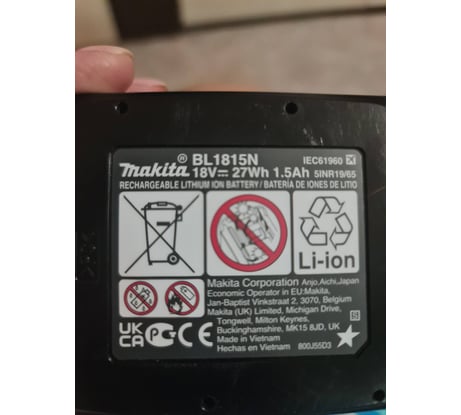 makita® BL1815N IEC61960
18V 27Wh 1.5Ah 5INR19/65
RECHARGEABLE LITHIUM ION BATTERY / BATERÍA DE IONES DE LITIO
Li-ion
Makita Corporation Anjo,Aichi,Japan
Economic Operator in EU:Makita,
Jan-Baptist Vinkstraat 2, 3070, Belgium
Makita (UK) Limited, Michigan Drive,
Tongwell, Milton Keynes,
Buckinghamshire, MK15 8JD, UK
Made in Vietnam
Hechas en Vietnam 800J55D3
UK
CA
CE